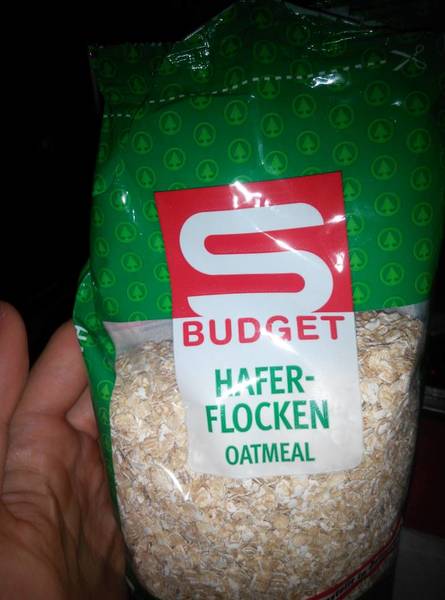 S
BUDGET
HAFER-
FLOCKEN
OATMEAL